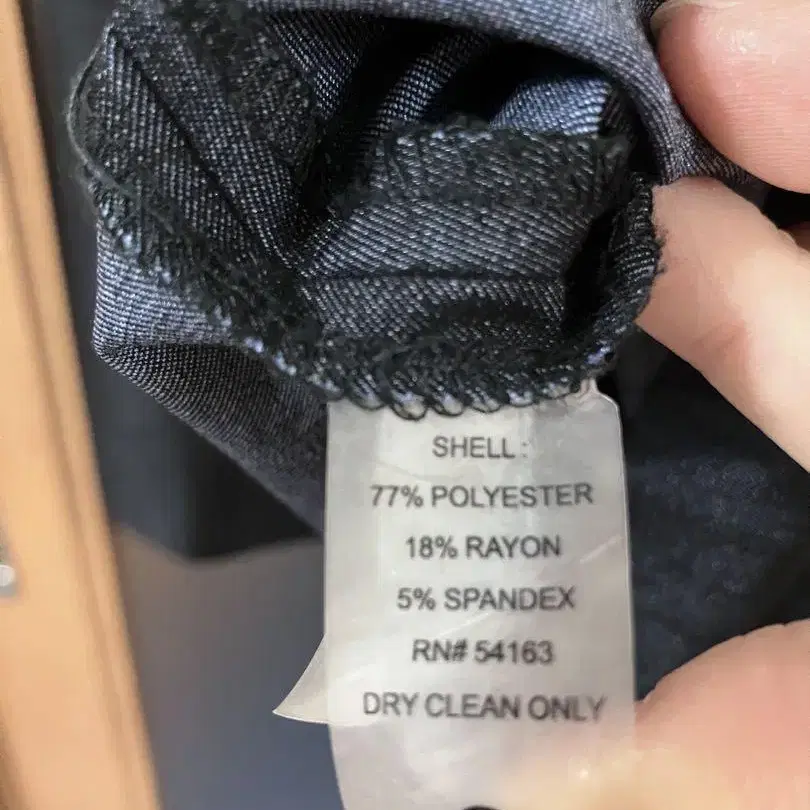 SHELL :
77% POLYESTER
18% RAYON
5% SPANDEX
RN# 54163
DRY CLEAN ONLY